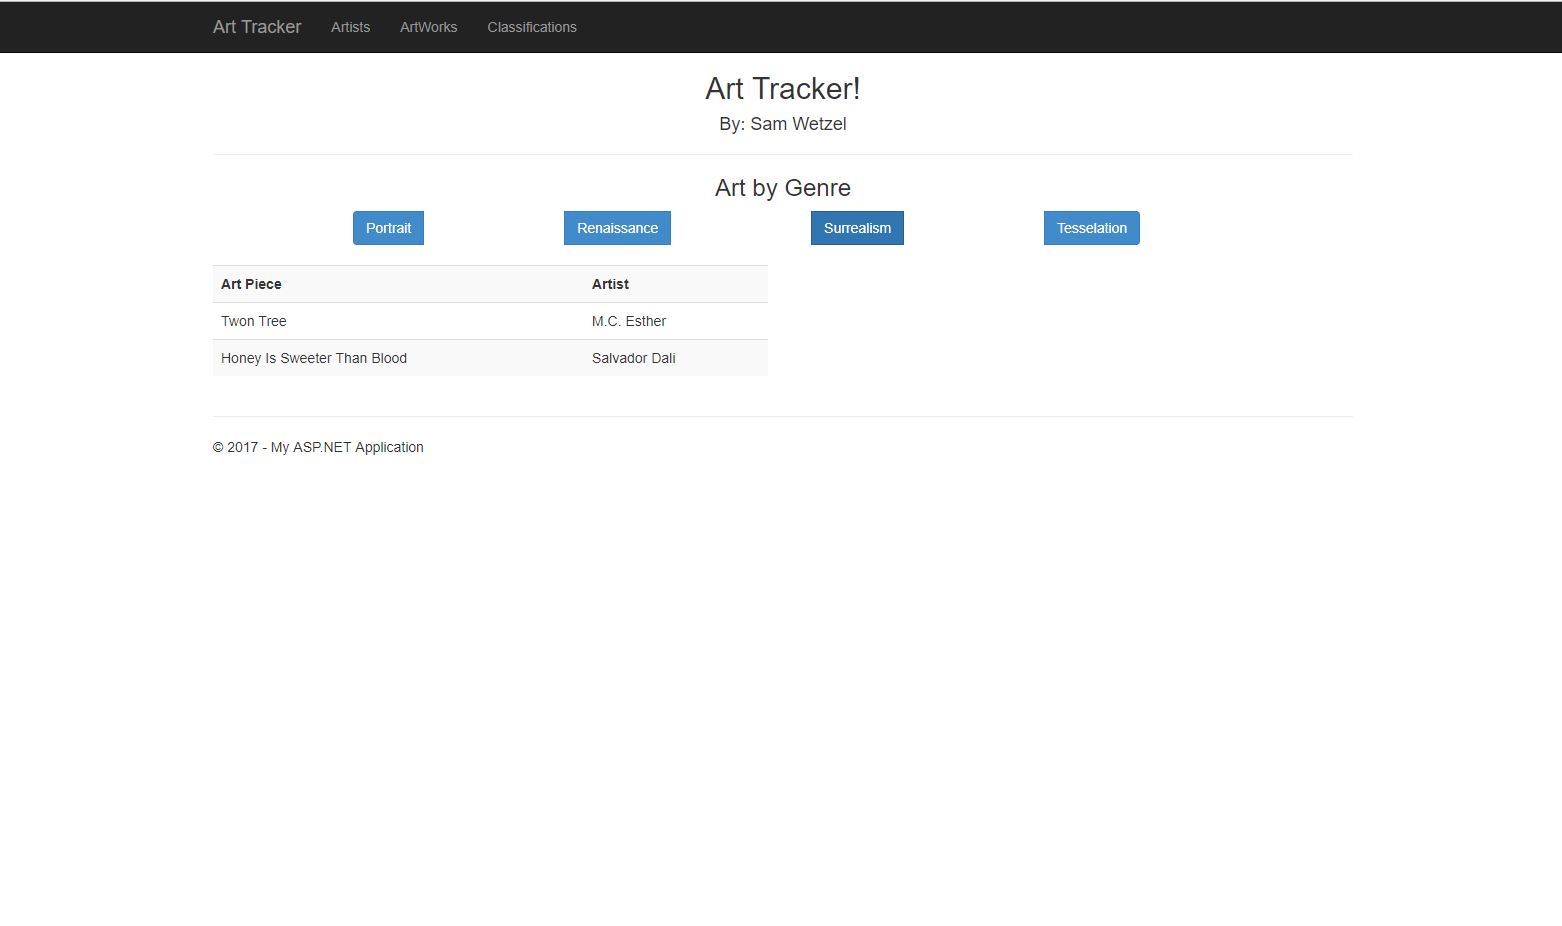 Art Tracker Artists ArtWorks Classifications
Art Tracker!
By: Sam Wetzel
Art by Genre
Portrait Renaissance Surrealism Tesselation
Art Piece Artist
Twon Tree M.C. Esther
Honey Is Sweeter Than Blood Salvador Dali
© 2017 - My ASP.NET Application